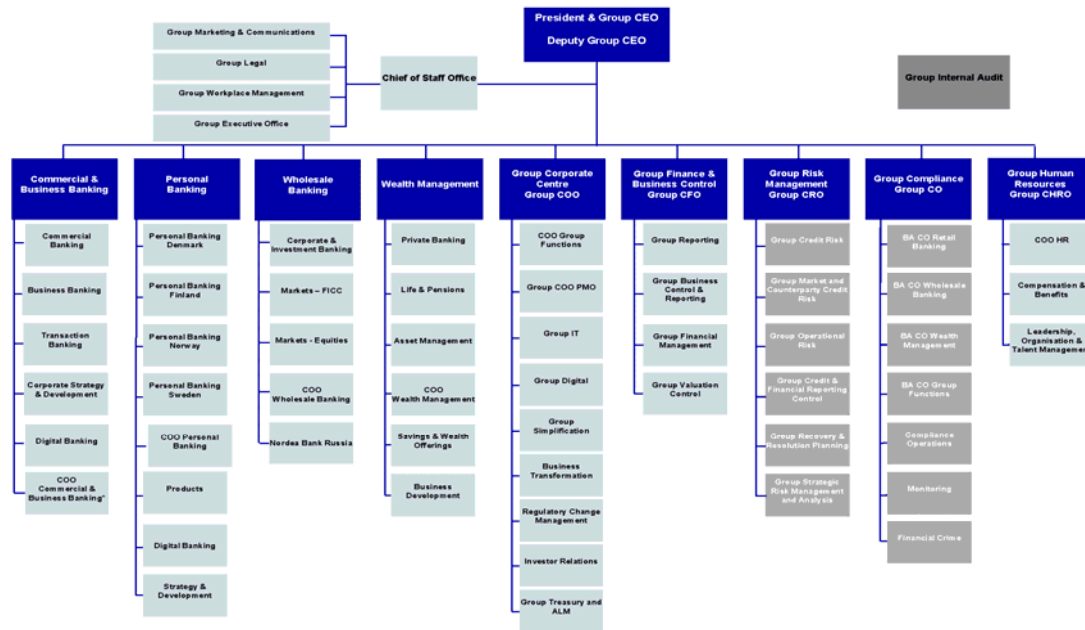 President & Group CEO
Deputy Group CEO
Group Marketing & Communications
Group Legal
Group Workplace Management
Group Executive Office
Chief of Staff Office
Group Internal Audit
Commercial &
Business Banking
Personal
Banking
Wholesale
Banking
Wealth Management
Group Corporate
Centre
Group COO
Group Finance &
Business Control
Group CFO
Group Risk
Management
Group CRO
Group Compliance
Group CO
Group Human
Resources
Group CHRO
Commercial
Banking
Business Banking
Transaction
Banking
Corporate Strategy
& Development
Digital Banking
COO
Commercial &
Business Banking*
Personal Banking
Denmark
Personal Banking
Finland
Personal Banking
Norway
Personal Banking
Sweden
COO Personal
Banking
Products
Digital Banking
Strategy &
Development
Corporate &
Investment Banking
Markets – FICC
Markets - Equities
COO
Wholesale Banking
Nordea Bank Russia
Private Banking
Life & Pensions
Asset Management
COO
Wealth Management
Savings & Wealth
Offerings
Business
Development
COO Group
Functions
Group COO PMO
Group IT
Group Digital
Group
Simplification
Business
Transformation
Regulatory Change
Management
Investor Relations
Group Treasury and
ALM
Group Reporting
Group Business
Control &
Reporting
Group Financial
Management
Group Valuation
Control
Group Credit Risk
Group Market and
Counterparty Credit
Risk
Group Operational
Risk
Group Credit &
Financial Reporting
Control
Group Recovery &
Resolution Planning
Group Strategic
Risk Management
and Analysis
BA CO Retail
Banking
BA CO Wholesale
Banking
BA CO Wealth
Management
BA CO Group
Functions
Compliance
Operations
Monitoring
Financial Crime
COO HR
Compensation &
Benefits
Leadership,
Organisation &
Talent Management